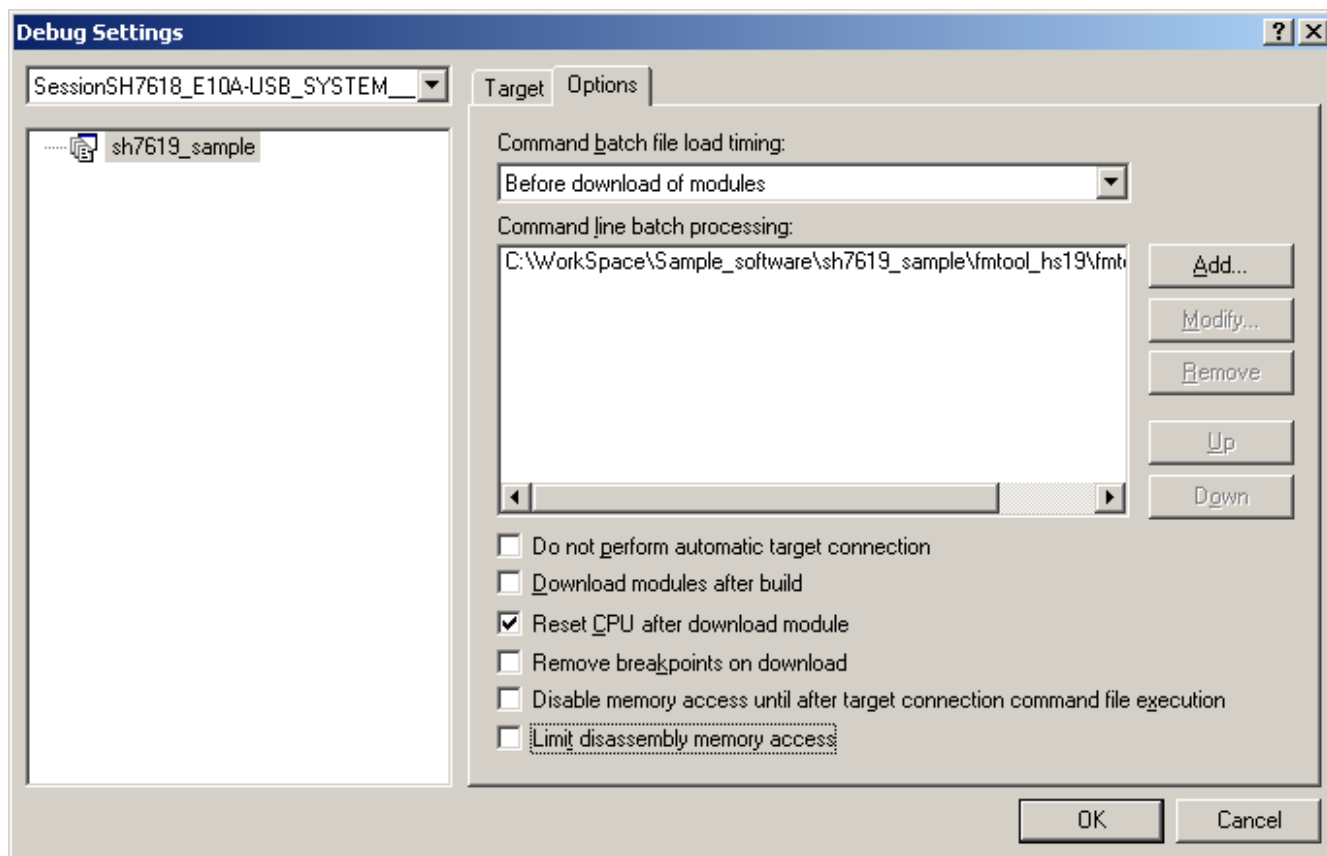 Debug Settings
SessionSH7618_E10A-USB_SYSTEM__
sh7619_sample
Target
Options
Command batch file load timing:
Before download of modules
Command line batch processing:
C:\WorkSpace\Sample_software\sh7619_sample\fmtool_hs19\fmt
Add...
Modify...
Remove
Up
Down
Do not perform automatic target connection
Download modules after build
Reset CPU after download module
Remove breakpoints on download
Disable memory access until after target connection command file execution
Limit disassembly memory access
OK
Cancel